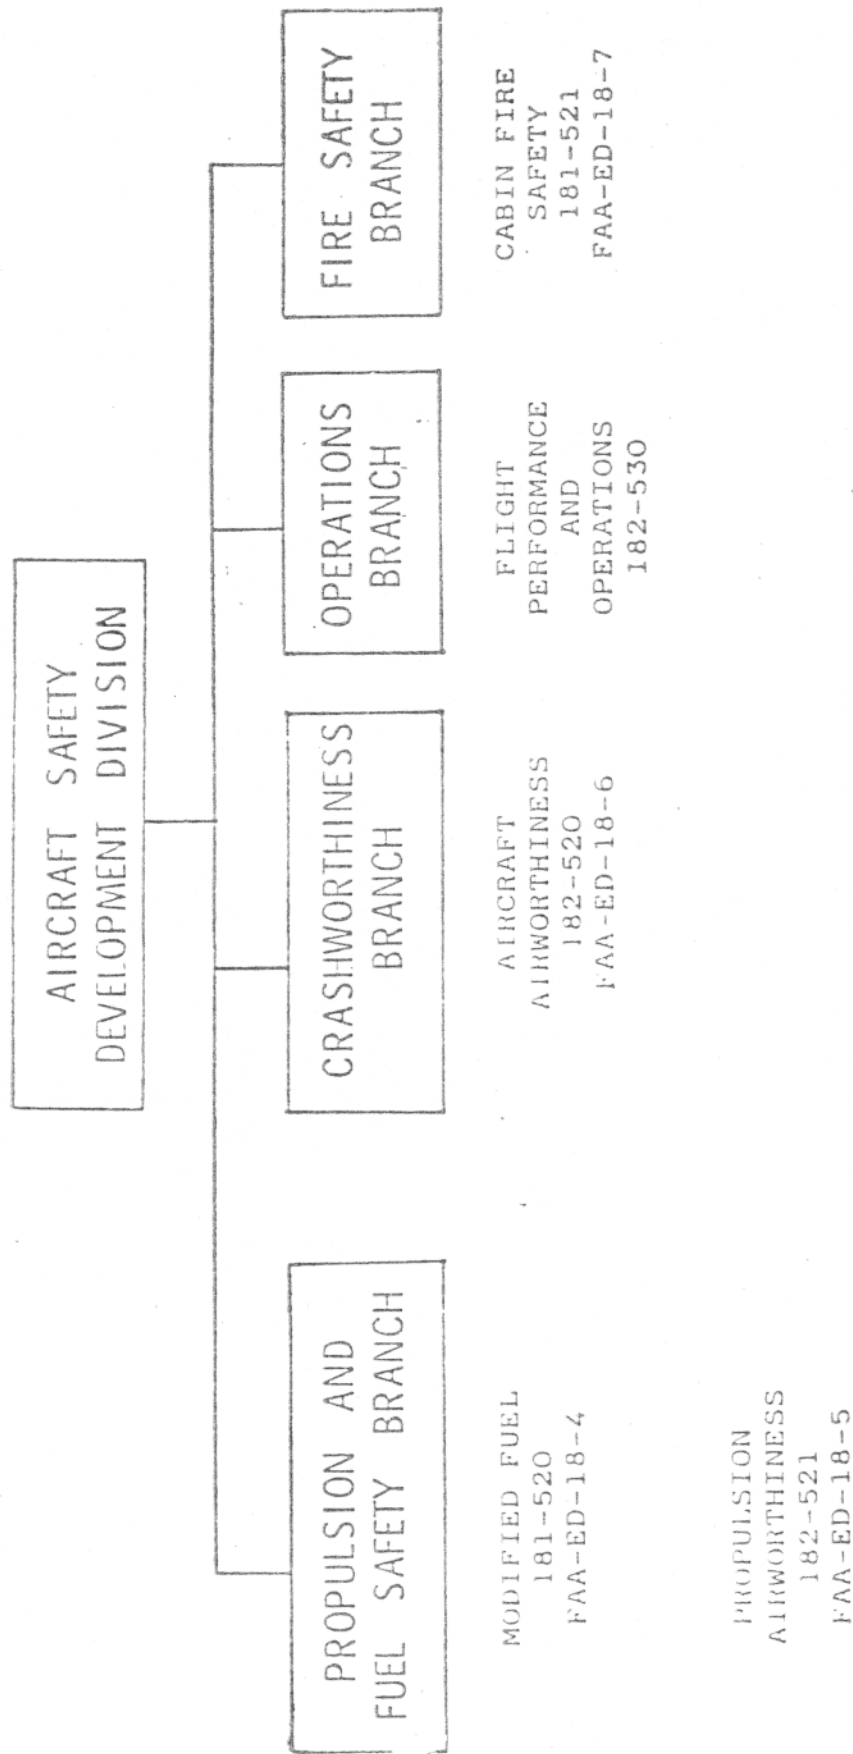 AIRCRAFT SAFETY
DEVELOPMENT DIVISION
PROPULSION AND
FUEL SAFETY BRANCH
CRASHWORTHINESS
BRANCH
OPERATIONS
BRANCH
FIRE SAFETY
BRANCH
MODIFIED FUEL
181-520
FAA-ED-18-4
PROPULSION
AIRWORTHINESS
182-521
FAA-ED-18-5
AIRCRAFT
AIRWORTHINESS
182-520
FAA-ED-18-6
FLIGHT
PERFORMANCE
AND
OPERATIONS
182-530
CABIN FIRE
SAFETY
181-521
FAA-ED-18-7